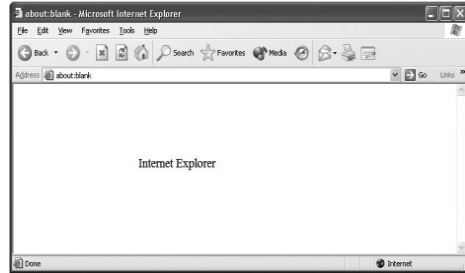 about:blank - Microsoft Internet Explorer
File Edit View Favorites Tools Help
Back Search Favorites Media
Address about:blank Go Links »
Internet Explorer
Done Internet